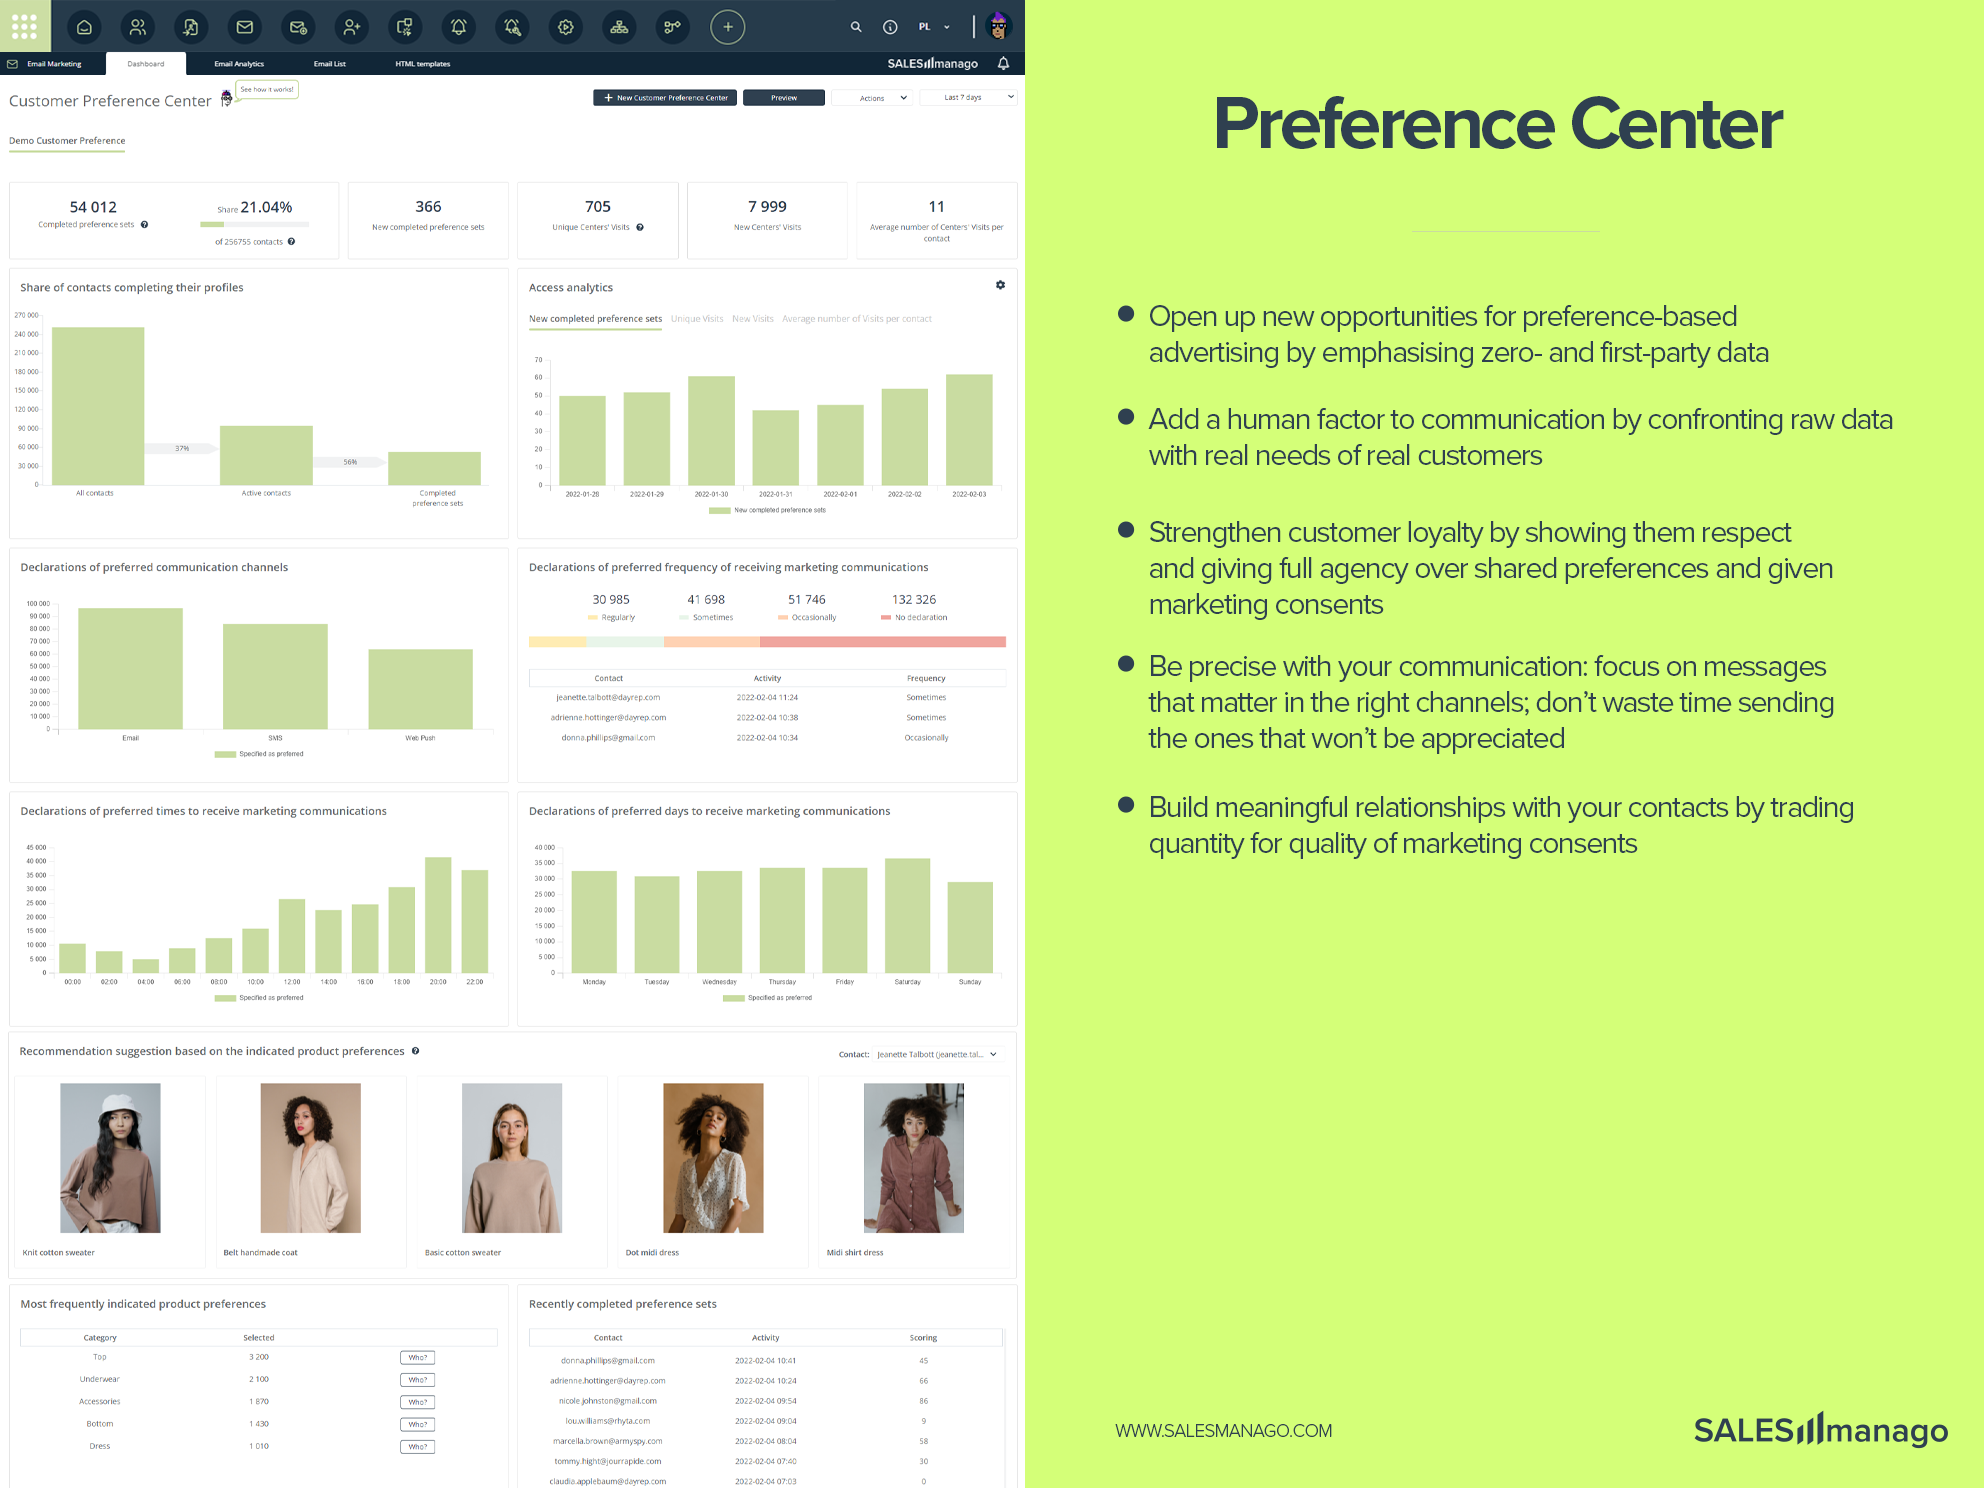 PL
Email Marketing
Dashboard
Email Analytics
Email List
HTML templates
SALESmanago
Customer Preference Center
See how it works!
New Customer Preference Center
Preview
Actions
Last 7 days
Demo Customer Preference
54 012
Completed preference sets
Share 21.04%
of 256755 contacts
366
New completed preference sets
705
Unique Centers' Visits
7 999
New Centers' Visits
11
Average number of Centers' Visits per
contact
Share of contacts completing their profiles
270 000
240 000
210 000
180 000
150 000
120 000
90 000
60 000
30 000
0
37%
56%
All contacts
Active contacts
Completed
preference sets
Access analytics
New completed preference sets
Unique Visits
New Visits
Average number of Visits per contact
70
60
50
40
30
20
10
0
2022-01-28
2022-01-29
2022-01-30
2022-01-31
2022-02-01
2022-02-02
2022-02-03
New completed preference sets
Declarations of preferred communication channels
100 000
90 000
80 000
70 000
60 000
50 000
40 000
30 000
20 000
10 000
0
Email
SMS
Web Push
Specified as preferred
Declarations of preferred frequency of receiving marketing communications
30 985
41 698
51 746
132 326
Regularly
Sometimes
Occasionally
No declaration
Contact Activity Frequency
jeanette.talbott@dayrep.com 2022-02-04 11:24 Sometimes
adrienne.hottinger@dayrep.com 2022-02-04 10:38 Sometimes
donna.phillips@gmail.com 2022-02-04 10:34 Occasionally
Declarations of preferred times to receive marketing communications
45 000
40 000
35 000
30 000
25 000
20 000
15 000
10 000
5 000
0
00:00
02:00
04:00
06:00
08:00
10:00
12:00
14:00
16:00
18:00
20:00
22:00
Specified as preferred
Declarations of preferred days to receive marketing communications
40 000
35 000
30 000
25 000
20 000
15 000
10 000
5 000
0
Monday
Tuesday
Wednesday
Thursday
Friday
Saturday
Sunday
Specified as preferred
Recommendation suggestion based on the indicated product preferences
Contact: Jeanette Talbott (jeanette.tal...
Knit cotton sweater
Belt handmade coat
Basic cotton sweater
Dot midi dress
Midi shirt dress
Most frequently indicated product preferences
Category Selected
Top 3 200 Who?
Underwear 2 100 Who?
Accessories 1 870 Who?
Bottom 1 430 Who?
Dress 1 010 Who?
Recently completed preference sets
Contact Activity Scoring
donna.phillips@gmail.com 2022-02-04 10:41 45
adrienne.hottinger@dayrep.com 2022-02-04 10:24 66
nicole.johnston@gmail.com 2022-02-04 09:54 86
lou.williams@rhyta.com 2022-02-04 09:04 9
marcella.brown@armyspy.com 2022-02-04 08:04 58
tommy.hight@jourrapide.com 2022-02-04 07:40 30
claudia.applebaum@dayrep.com 2022-02-04 07:03 0
Preference Center
Open up new opportunities for preference-based
advertising by emphasising zero- and first-party data
Add a human factor to communication by confronting raw data
with real needs of real customers
Strengthen customer loyalty by showing them respect
and giving full agency over shared preferences and given
marketing consents
Be precise with your communication: focus on messages
that matter in the right channels; don't waste time sending
the ones that won't be appreciated
Build meaningful relationships with your contacts by trading
quantity for quality of marketing consents
WWW.SALESMANAGO.COM
SALESmanago